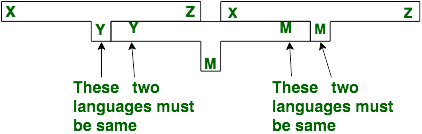 X Z X Z
Y Y M M
M
These two These two
languages must languages must
be same be same